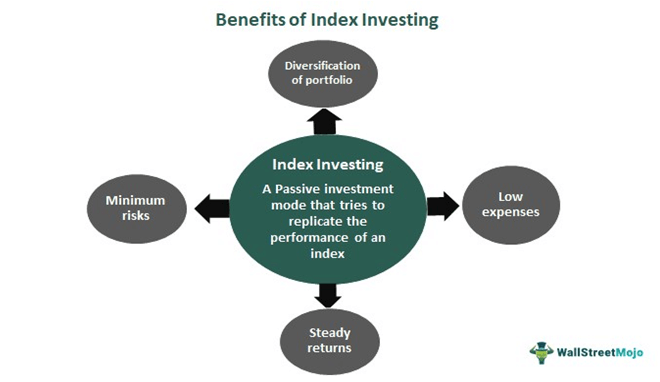 Benefits of Index Investing
Diversification
of portfolio
Index Investing
A Passive investment
mode that tries to
replicate the
performance of an
index
Minimum
risks
Low
expenses
Steady
returns
WallStreetMojo